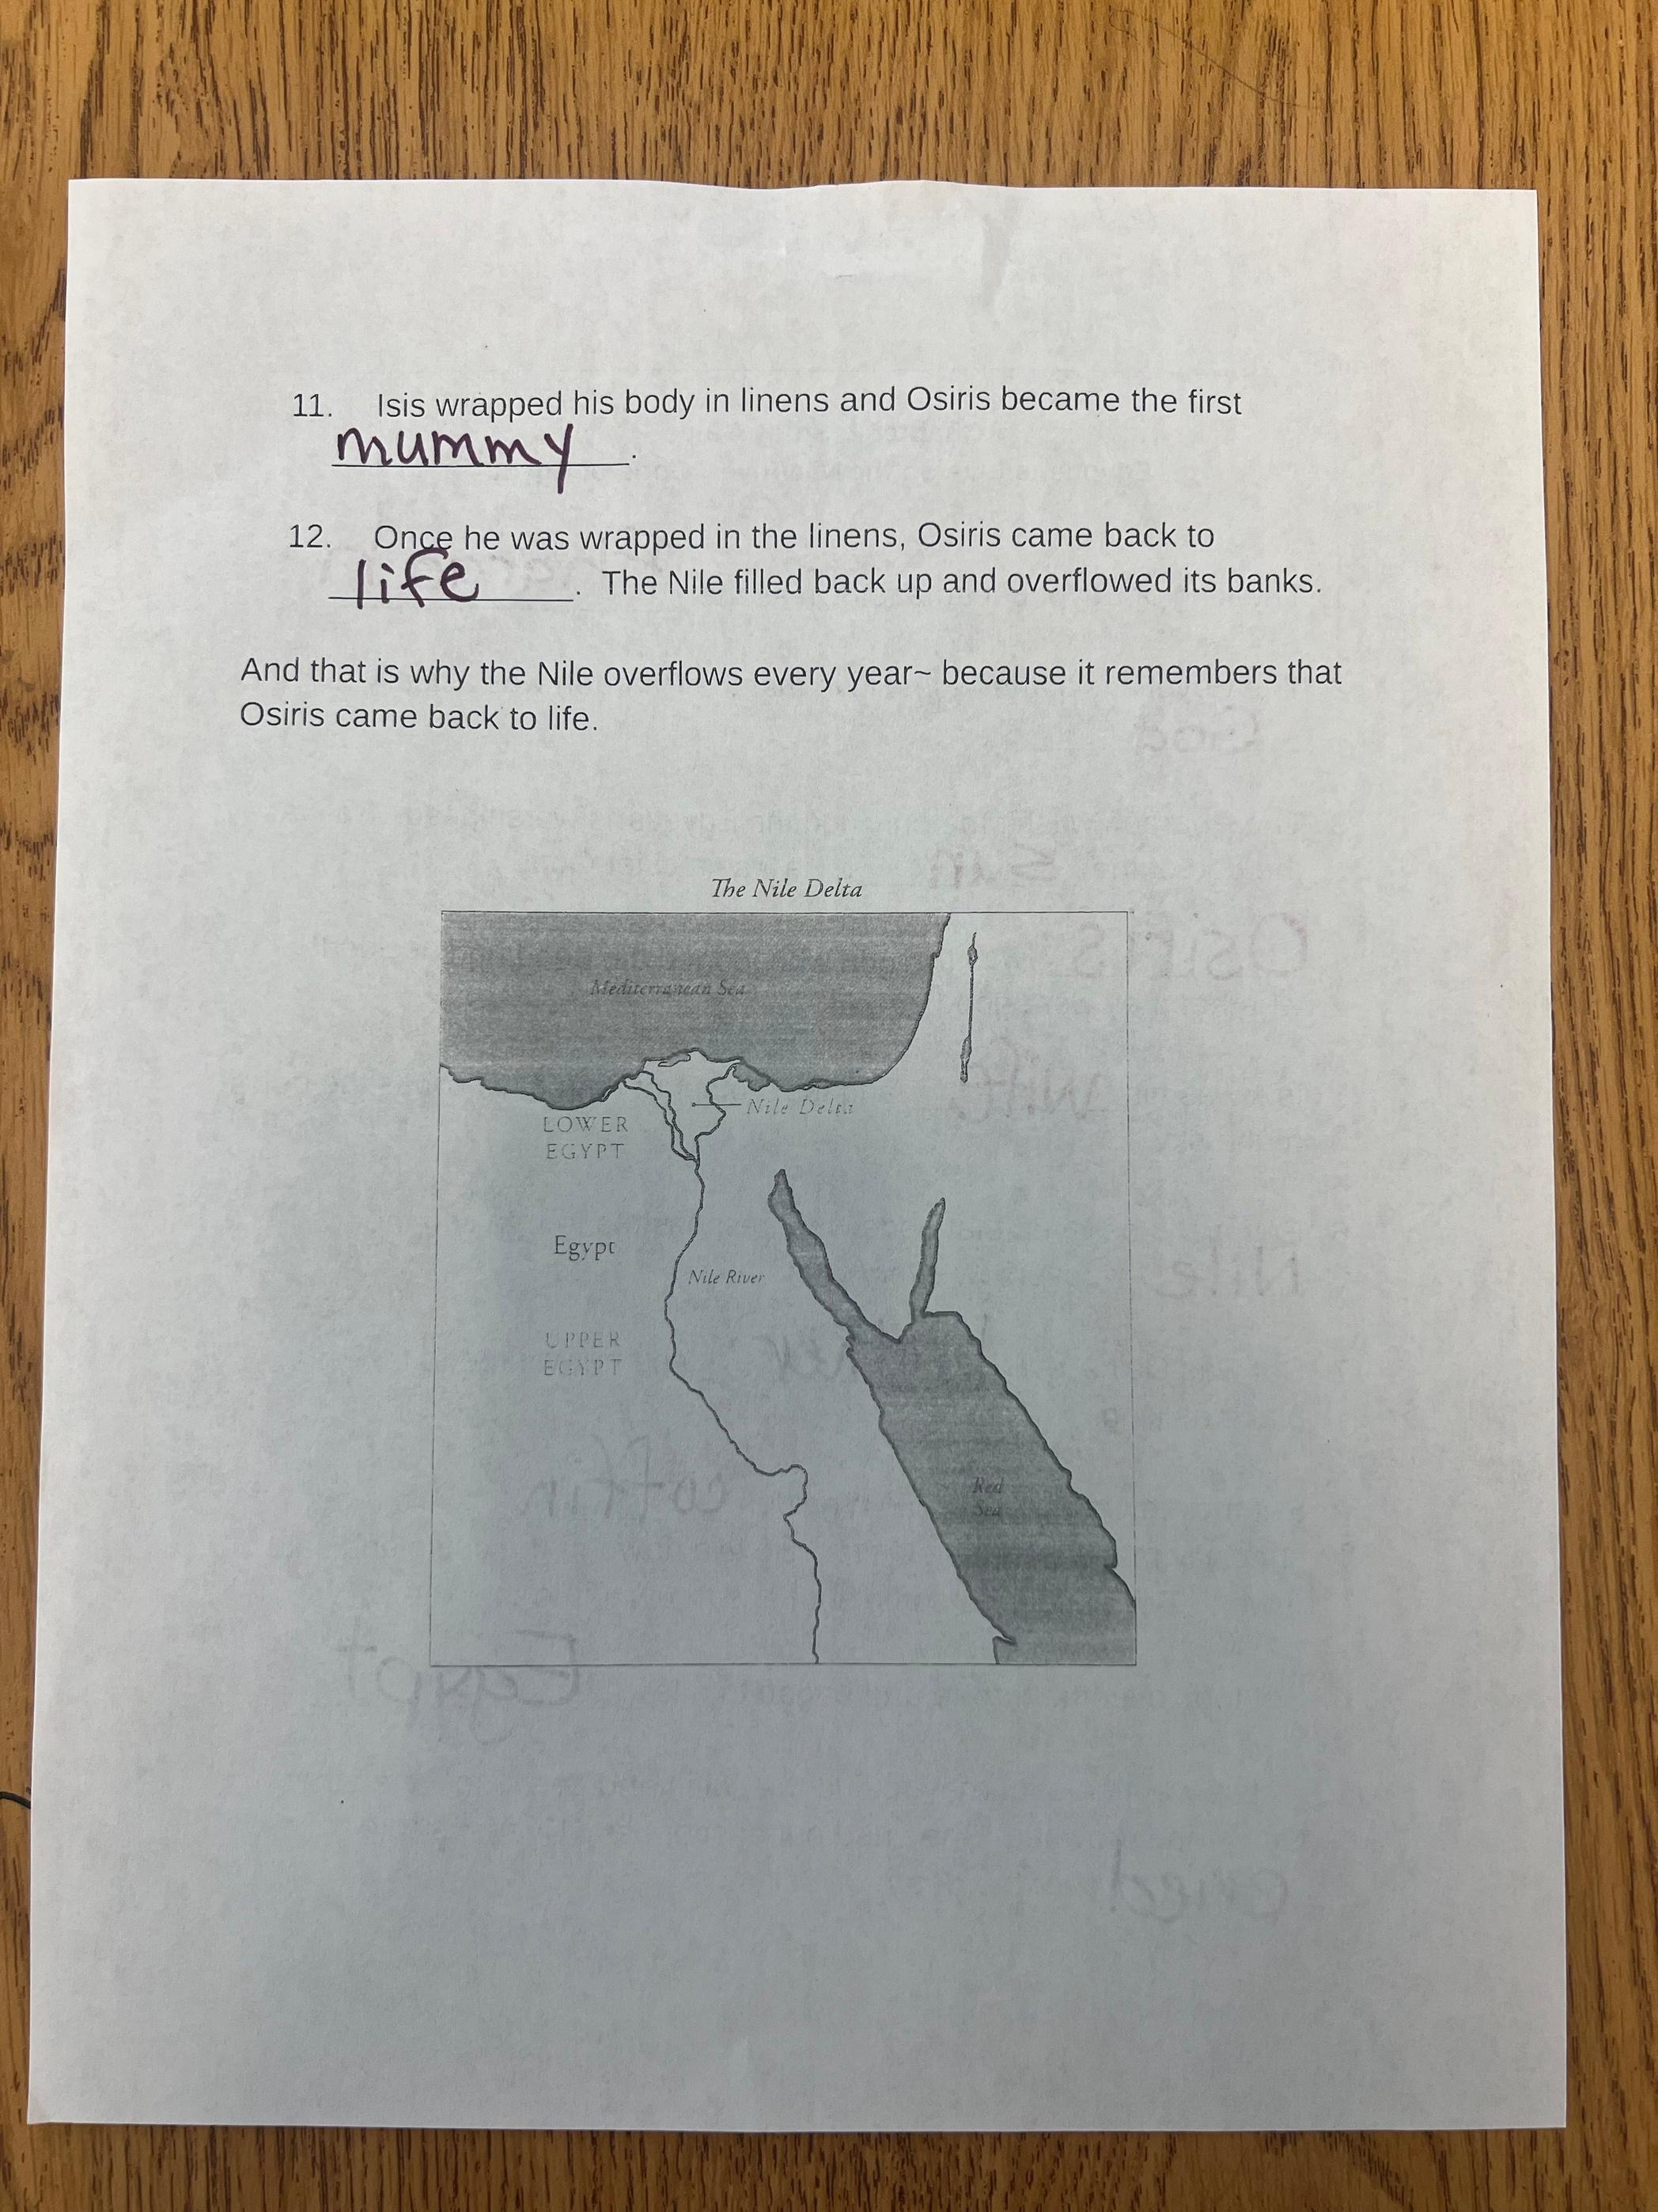 11. Isis wrapped his body in linens and Osiris became the first
mummy.
12. Once he was wrapped in the linens, Osiris came back to
life. The Nile filled back up and overflowed its banks.
And that is why the Nile overflows every year~ because it remembers that
Osiris came back to life.
The Nile Delta
Mediterranean Sea
Nile Delta
LOWER
EGYPT
Egypt
Nile River
UPPER
EGYPT
Red
Sea